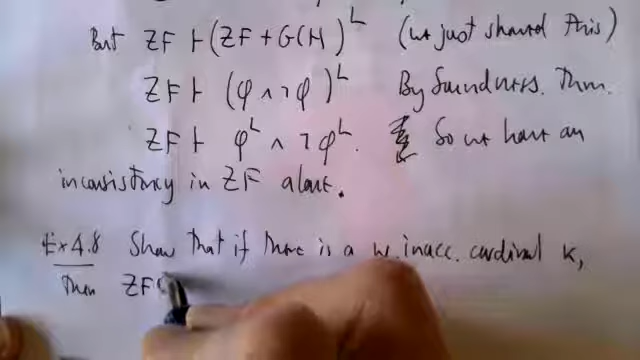 But ZF ⊢ (ZF + GCH)^L (we just showed this)
ZF ⊢ (φ ∧ ¬φ)^L By Soundness. Thm.
ZF ⊢ φ^L ∧ ¬φ^L. So we have an
inconsistency in ZF alone.
Ex 4.8 Show that if there is a w. inacc. cardinal κ,
then ZF